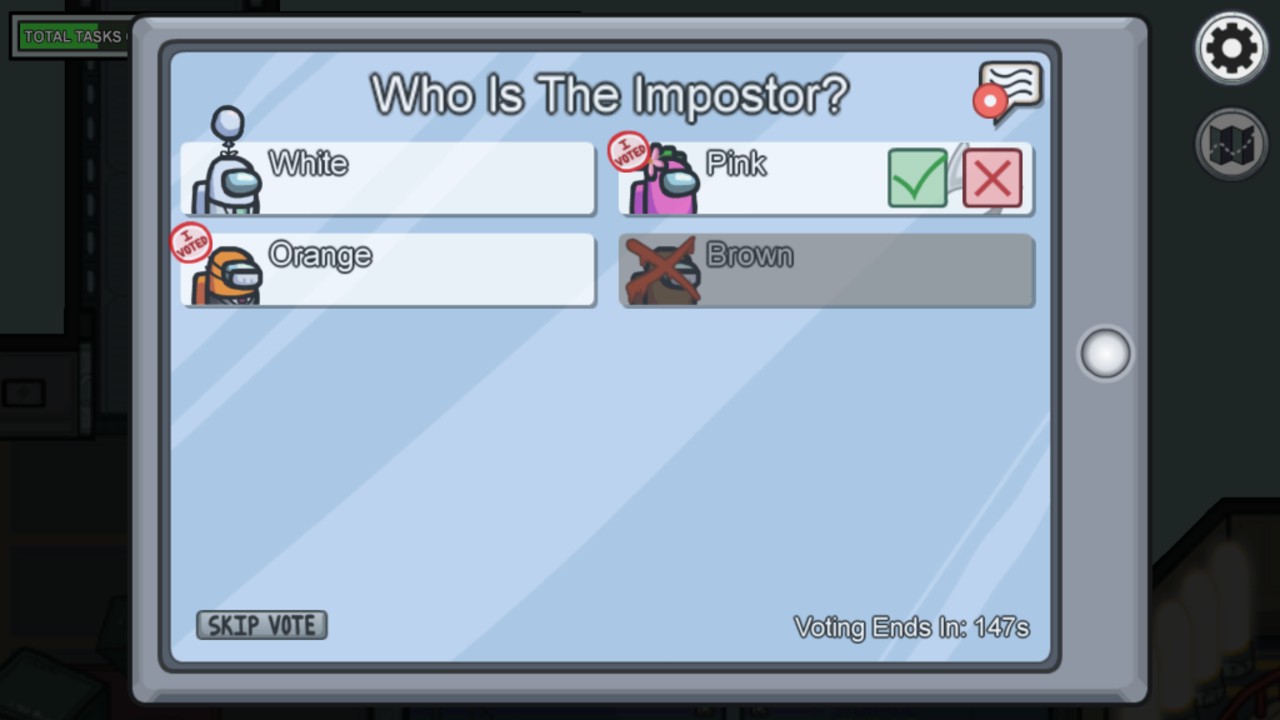 TOTAL TASKS
Who Is The Impostor?
White
I VOTED
Pink
I VOTED
Orange
Brown
SKIP VOTE
Voting Ends In: 147s